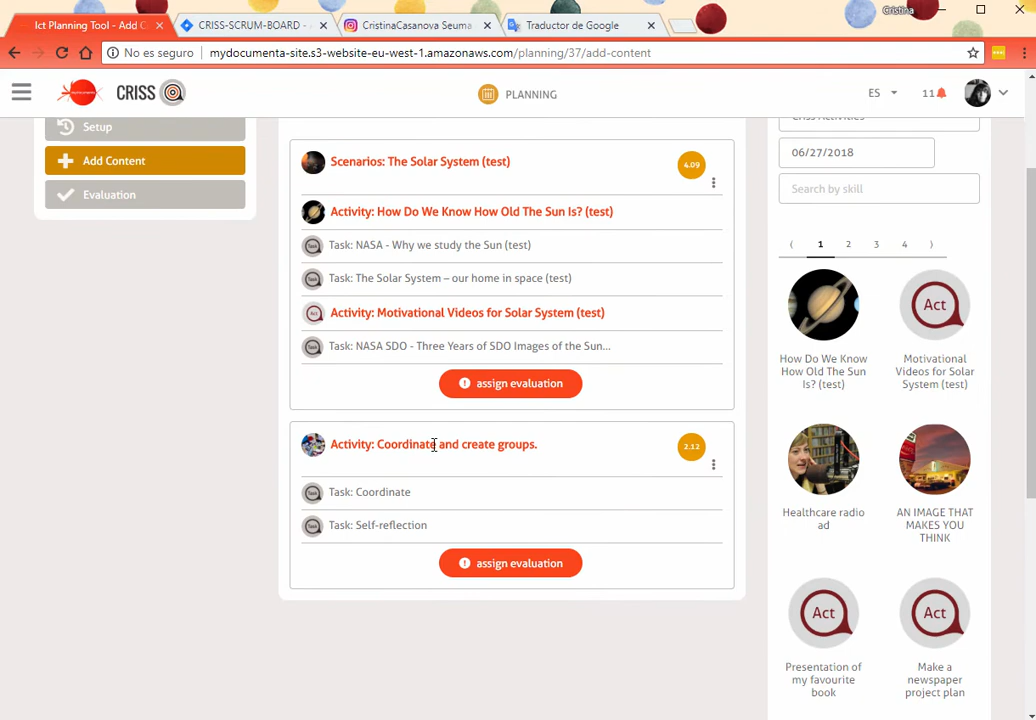 Cristina
Ict Planning Tool - Add C
CRISS-SCRUM-BOARD -
CristinaCasanova Seuma
Traductor de Google
No es seguro
mydocumenta-site.s3-website-eu-west-1.amazonaws.com/planning/37/add-content
CRISS
PLANNING
ES
11
Setup
Add Content
Evaluation
Scenarios: The Solar System (test)
4.09
Activity: How Do We Know How Old The Sun Is? (test)
Task
Task: NASA - Why we study the Sun (test)
Task
Task: The Solar System – our home in space (test)
Act
Activity: Motivational Videos for Solar System (test)
Task
Task: NASA SDO - Three Years of SDO Images of the Sun...
assign evaluation
Activity: Coordinate and create groups.
2.12
Task
Task: Coordinate
Task
Task: Self-reflection
assign evaluation
Criss Activities
06/27/2018
Search by skill
⟨ 1 2 3 4 ⟩
Act
How Do We Know
How Old The Sun
Is? (test)
Motivational
Videos for Solar
System (test)
Healthcare radio
ad
AN IMAGE THAT
MAKES YOU
THINK
Act
Act
Presentation of
my favourite
book
Make a
newspaper
project plan